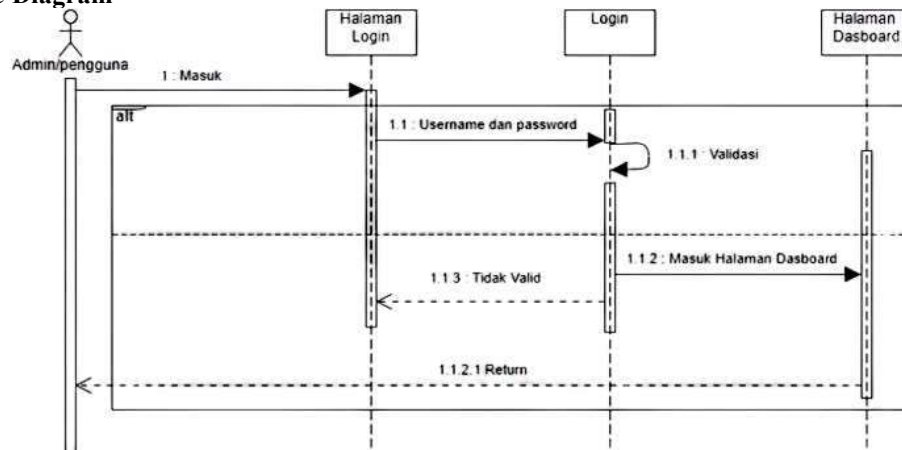 Diagram
Halaman
Login
Login
Halaman
Dasboard
Admin/pengguna
1 : Masuk
alt
1.1 : Username dan password
1.1.1 : Validasi
1.1.2 : Masuk Halaman Dasboard
1.1.3 : Tidak Valid
1.1.2.1 Return